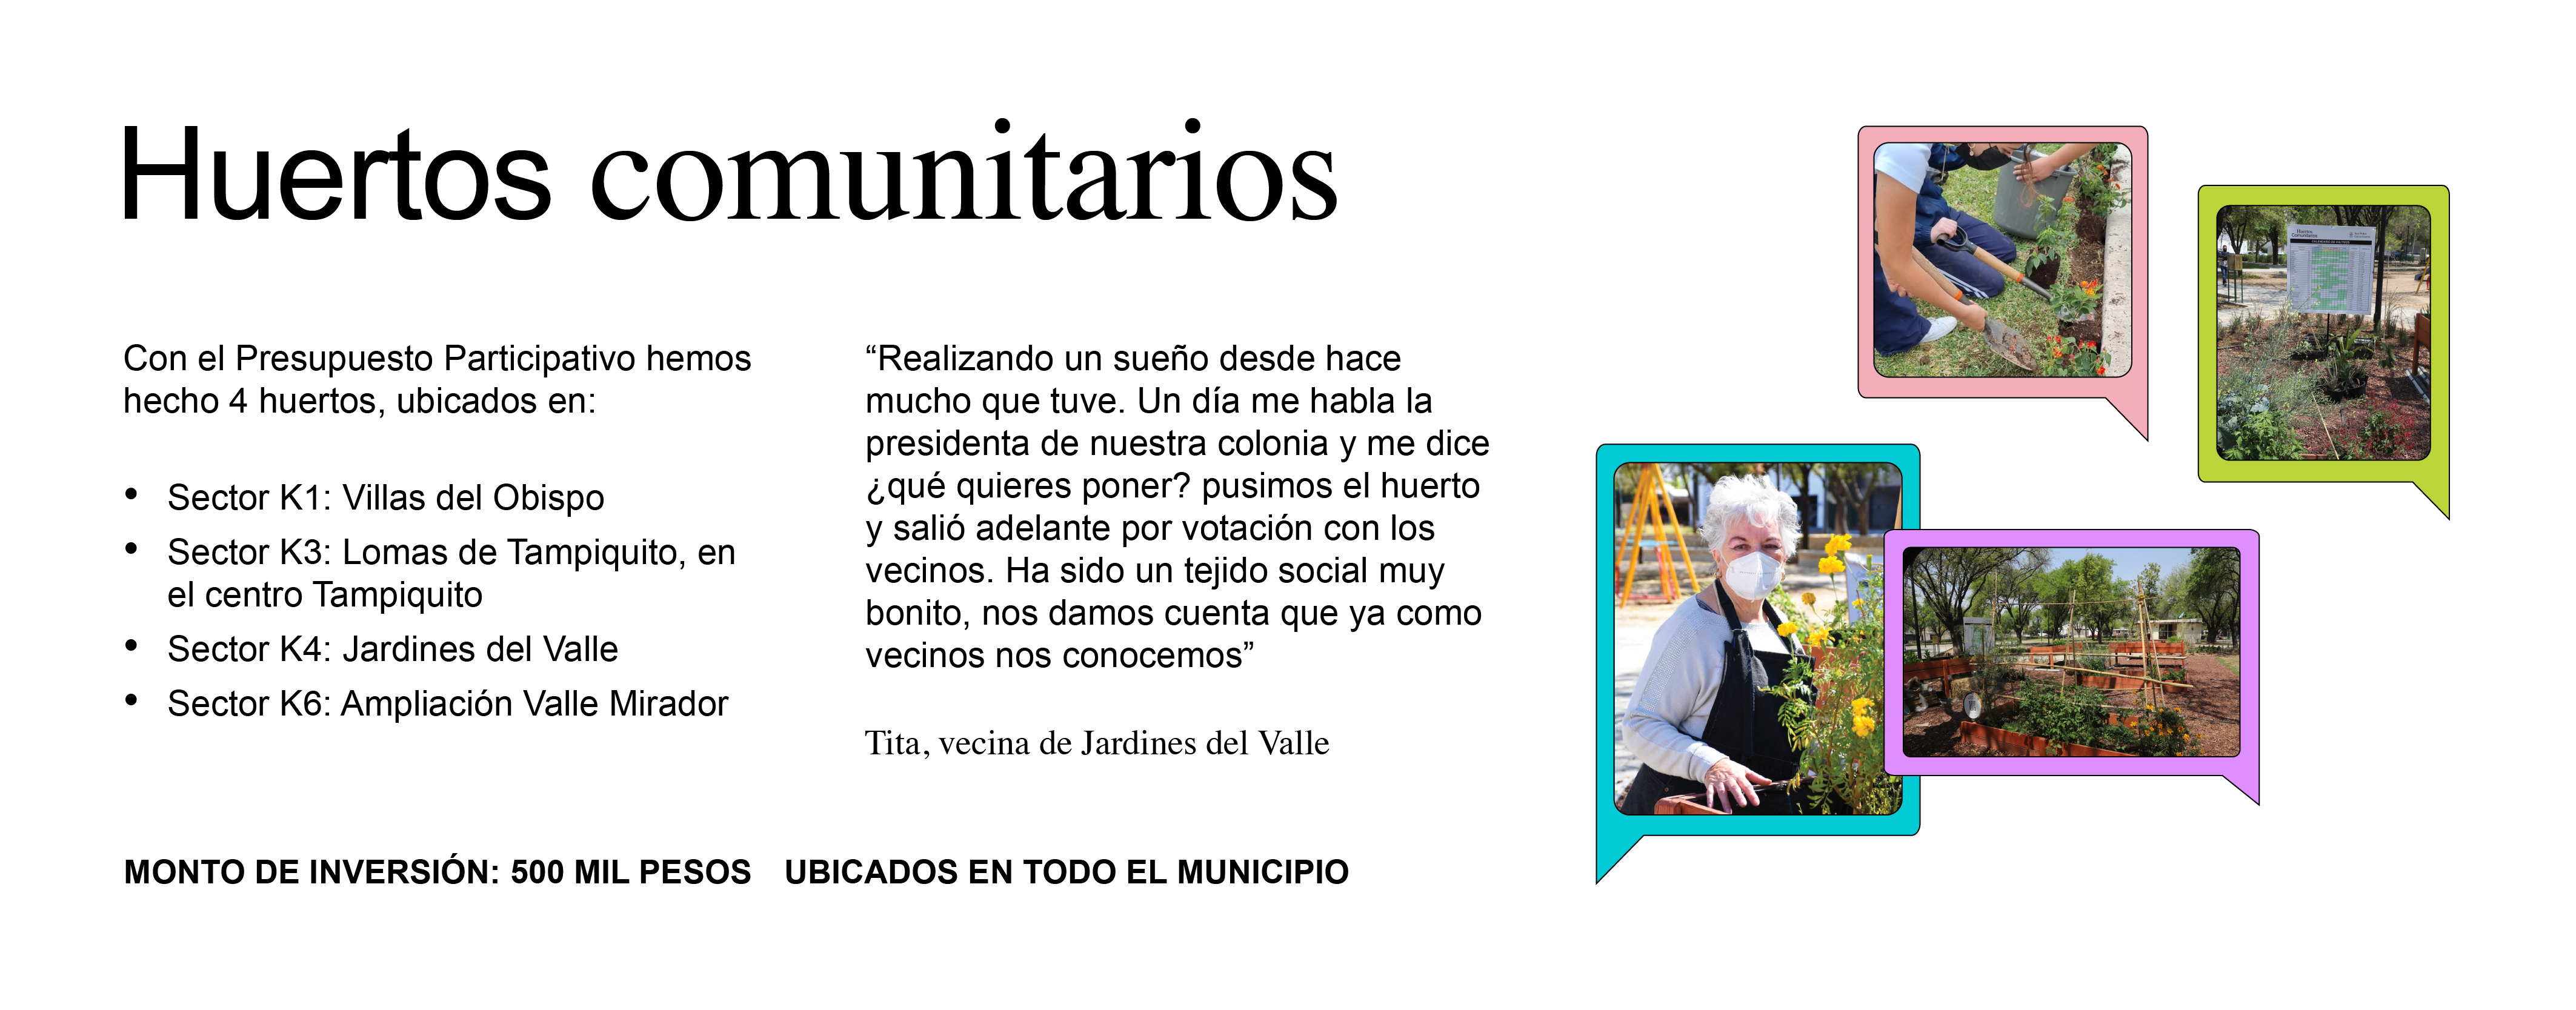 Huertos comunitarios
Con el Presupuesto Participativo hemos
hecho 4 huertos, ubicados en:
• Sector K1: Villas del Obispo
• Sector K3: Lomas de Tampiquito, en
el centro Tampiquito
• Sector K4: Jardines del Valle
• Sector K6: Ampliación Valle Mirador
“Realizando un sueño desde hace
mucho que tuve. Un día me habla la
presidenta de nuestra colonia y me dice
¿qué quieres poner? pusimos el huerto
y salió adelante por votación con los
vecinos. Ha sido un tejido social muy
bonito, nos damos cuenta que ya como
vecinos nos conocemos”
Tita, vecina de Jardines del Valle
MONTO DE INVERSIÓN: 500 MIL PESOS UBICADOS EN TODO EL MUNICIPIO
Huertos
Comunitarios